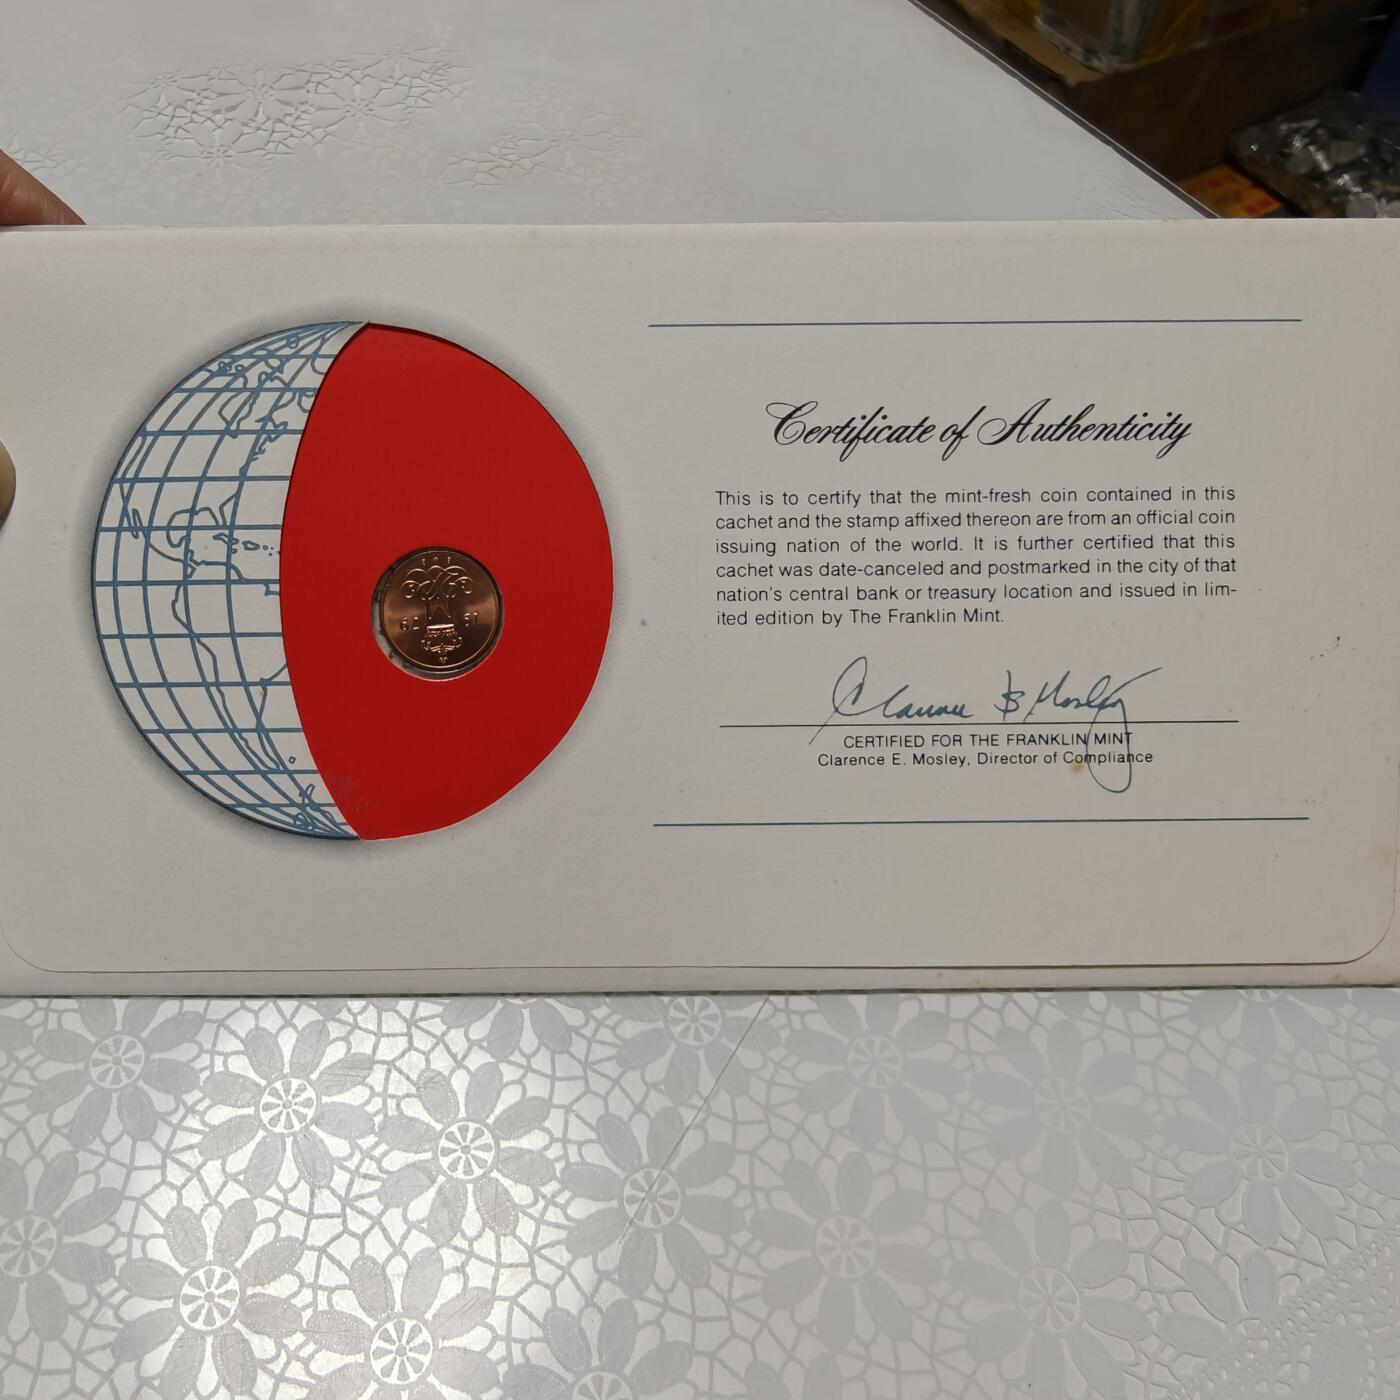 Certificate of Authenticity
This is to certify that the mint-fresh coin contained in this
cachet and the stamp affixed thereon are from an official coin
issuing nation of the world. It is further certified that this
cachet was date-canceled and postmarked in the city of that
nation's central bank or treasury location and issued in lim-
ited edition by The Franklin Mint.
CERTIFIED FOR THE FRANKLIN MINT
Clarence E. Mosley, Director of Compliance